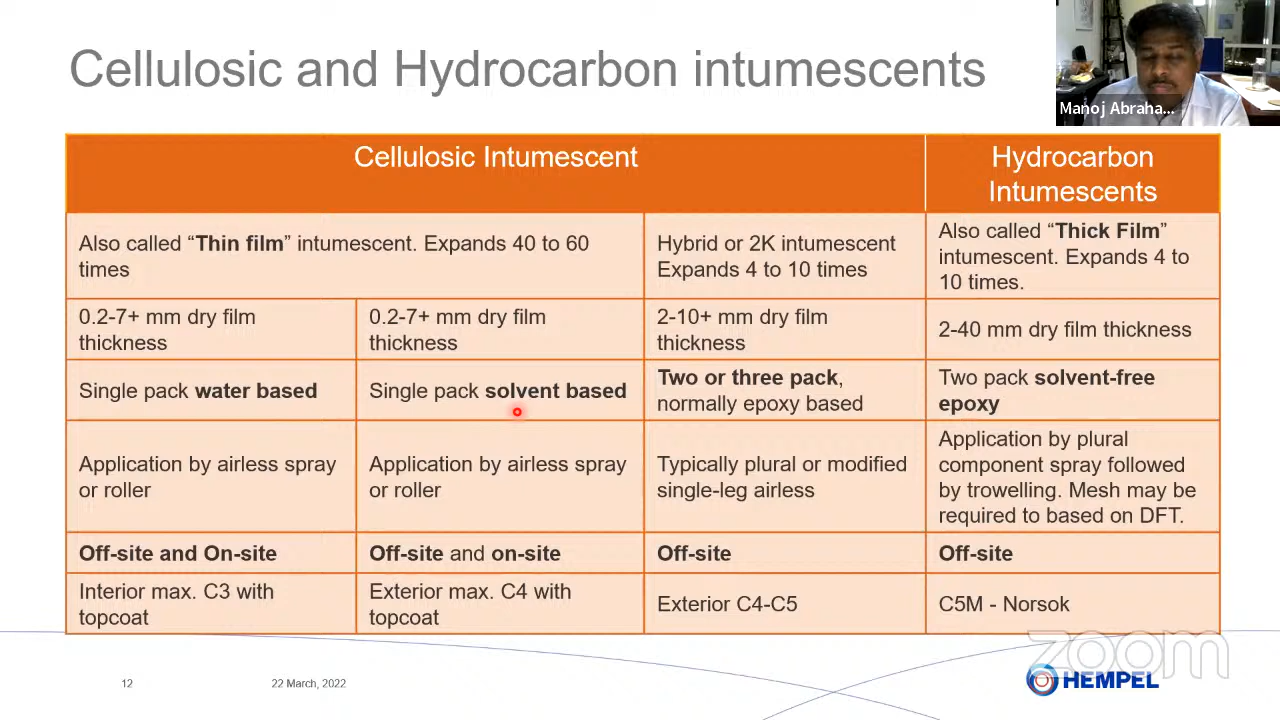 Cellulosic and Hydrocarbon intumescents
Manoj Abraha...
Cellulosic Intumescent
Hydrocarbon
Intumescents
Also called “Thin film” intumescent. Expands 40 to 60
times
Hybrid or 2K intumescent
Expands 4 to 10 times
Also called “Thick Film”
intumescent. Expands 4 to
10 times.
0.2-7+ mm dry film
thickness
0.2-7+ mm dry film
thickness
2-10+ mm dry film
thickness
2-40 mm dry film thickness
Single pack water based
Single pack solvent based
Two or three pack,
normally epoxy based
Two pack solvent-free
epoxy
Application by airless spray
or roller
Application by airless spray
or roller
Typically plural or modified
single-leg airless
Application by plural
component spray followed
by trowelling. Mesh may be
required to based on DFT.
Off-site and On-site
Off-site and on-site
Off-site
Off-site
Interior max. C3 with
topcoat
Exterior max. C4 with
topcoat
Exterior C4-C5
C5M - Norsok
zoom
12
22 March, 2022
HEMPEL